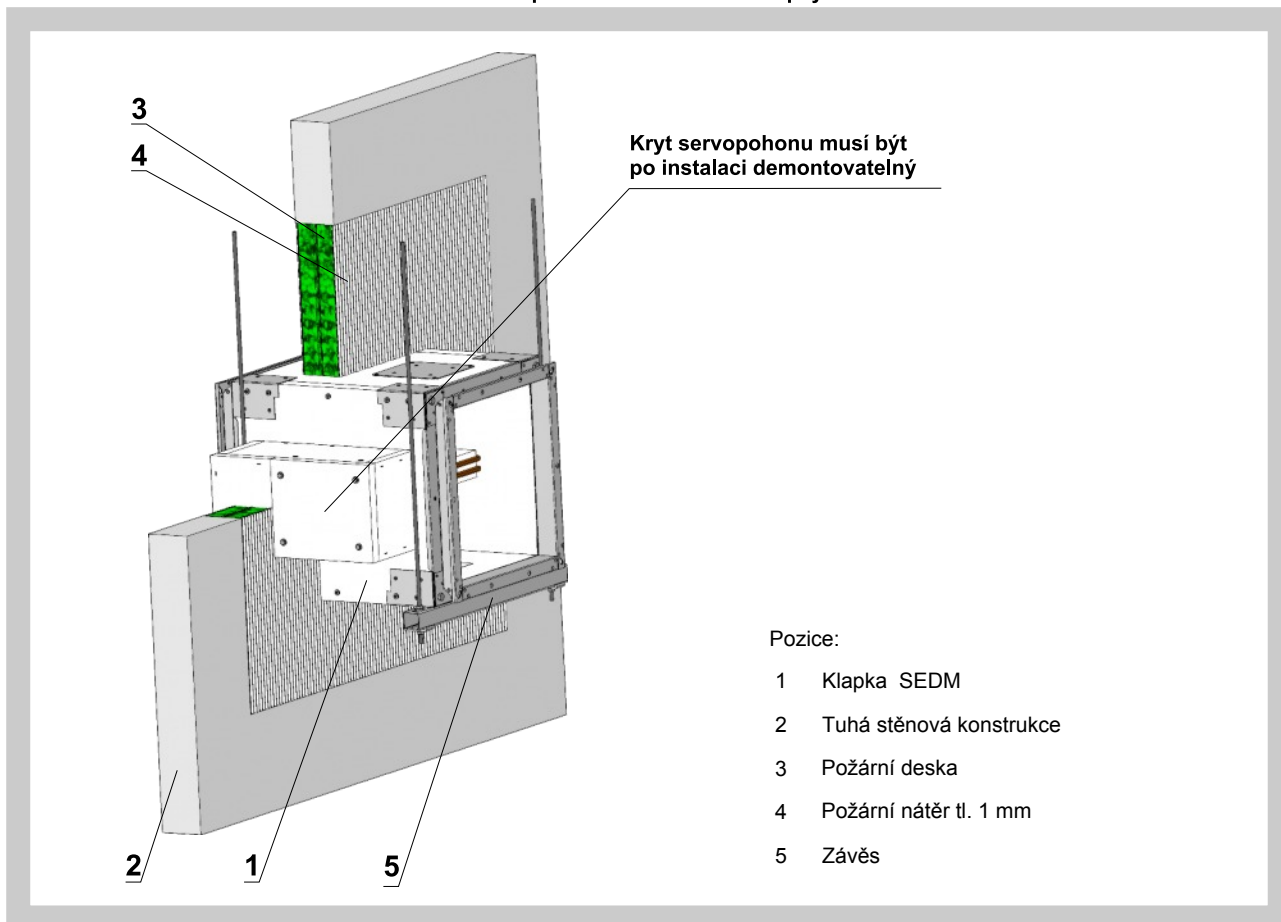 3
4
Kryt servopohonu musí být
po instalaci demontovatelný
Pozice:
1 Klapka SEDM
2 Tuhá stěnová konstrukce
3 Požární deska
4 Požární nátěr tl. 1 mm
5 Závěs
2
1
5